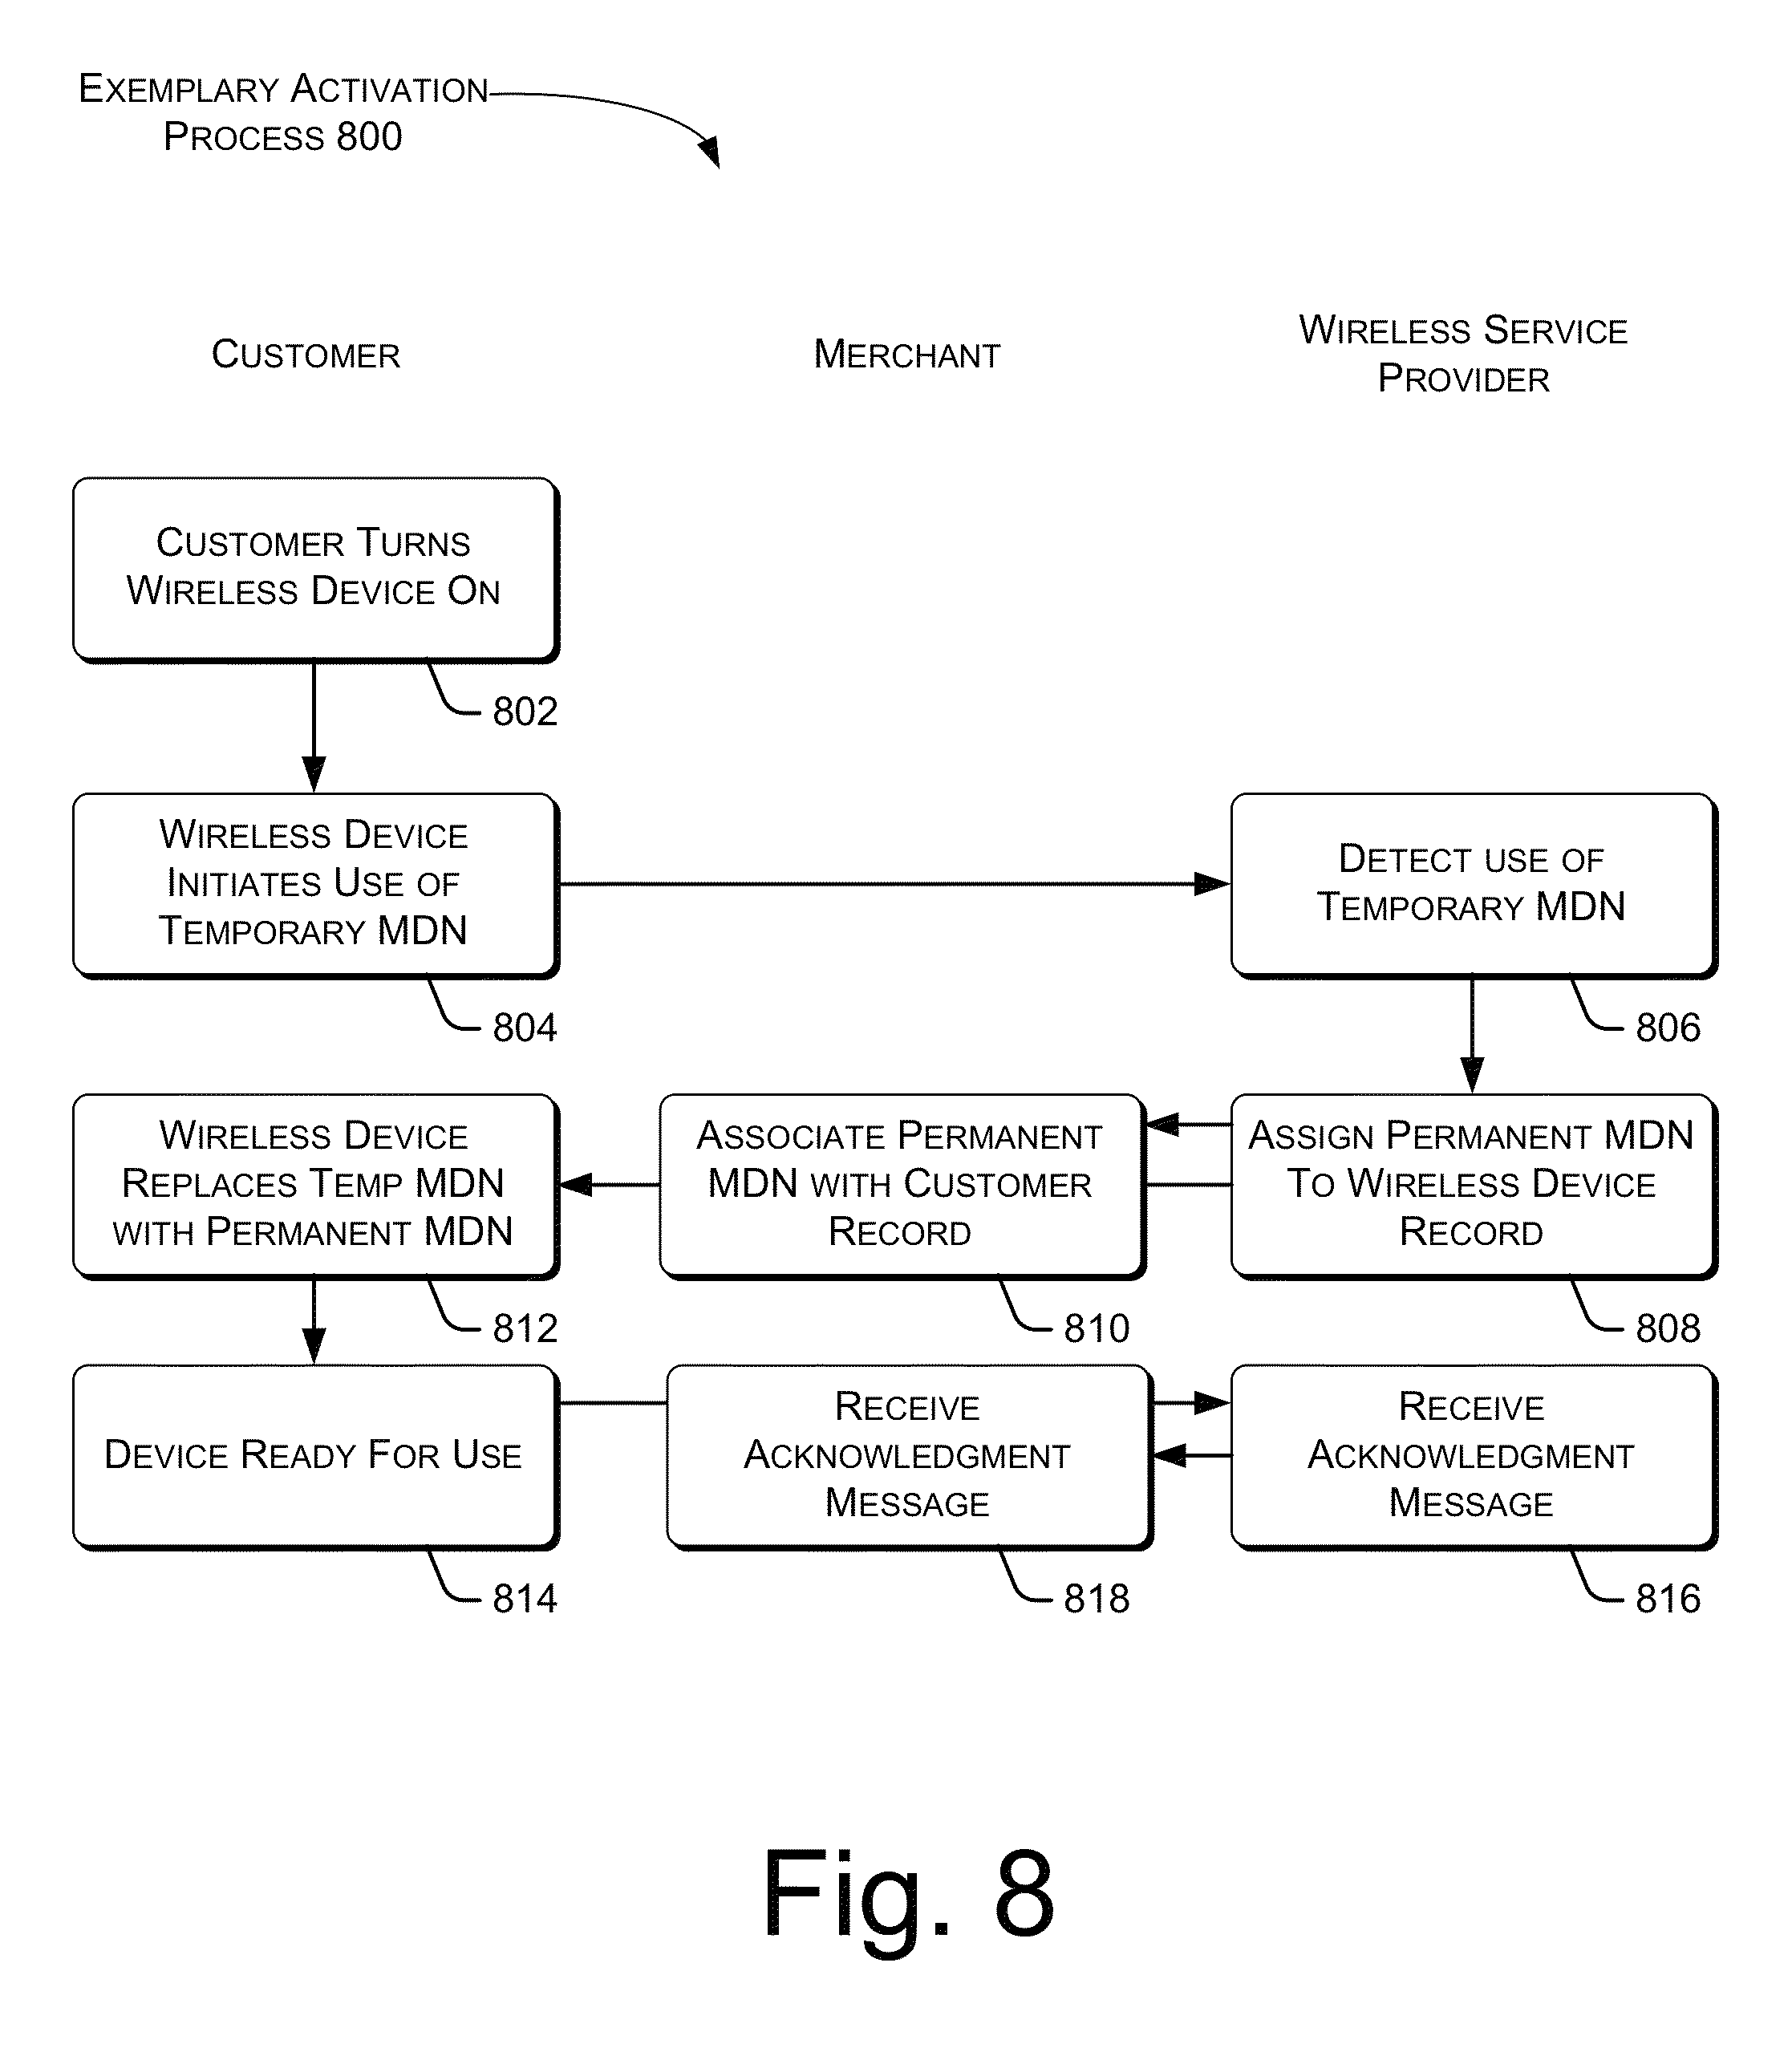 Exemplary Activation
Process 800
Customer
Merchant
Wireless Service
Provider
Customer Turns
Wireless Device On
802
Wireless Device
Initiates Use of
Temporary MDN
804
Detect use of
Temporary MDN
806
Wireless Device
Replaces Temp MDN
with Permanent MDN
812
Associate Permanent
MDN with Customer
Record
810
Assign Permanent MDN
To Wireless Device
Record
808
Device Ready For Use
814
Receive
Acknowledgment
Message
818
Receive
Acknowledgment
Message
816
Fig. 8